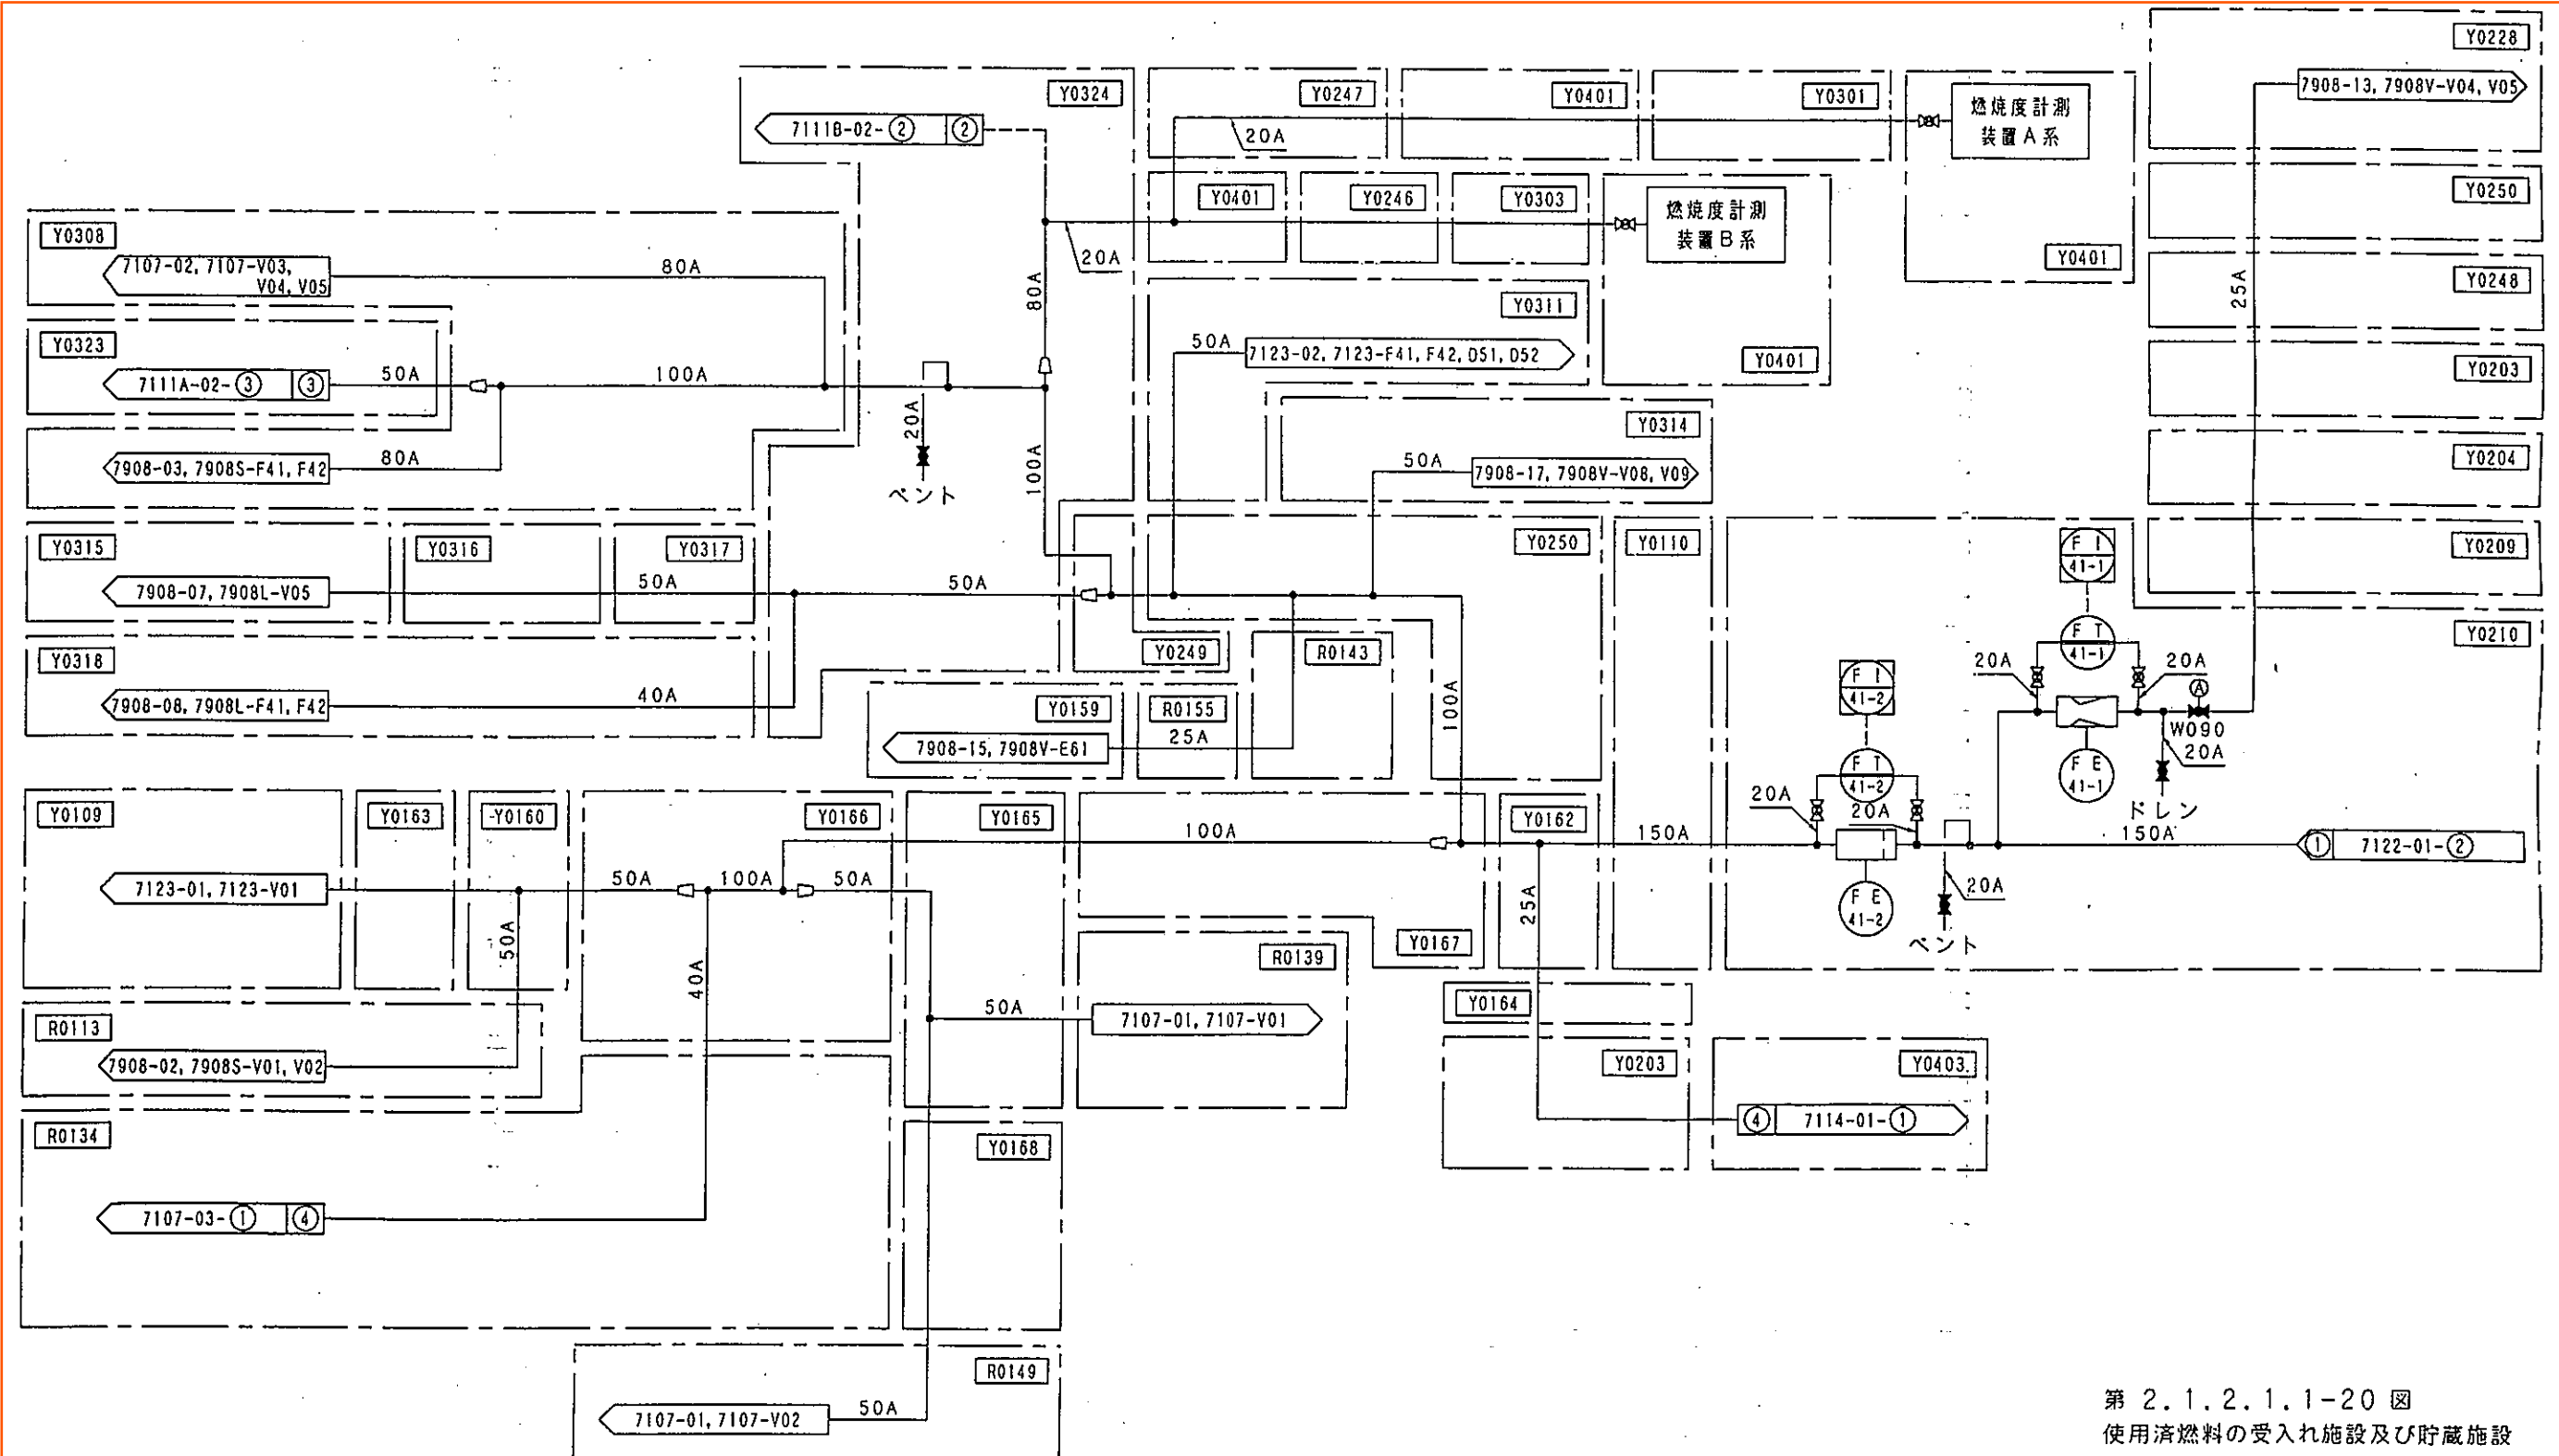 Y0228
7908-13, 7908V-V04, V05
Y0324
7111B-02-② ②
Y0247
Y0401
Y0301
燃焼度計測
装置A系
20A
Y0401
Y0250
Y0401
Y0246
Y0303
燃焼度計測
装置B系
20A
Y0401
Y0308
7107-02, 7107-V03,
V04, V05
80A
80A
Y0248
25A
Y0311
50A
7123-02, 7123-F41, F42, D51, D52
Y0323
7111A-02-③ ③
50A
100A
20A
ベント
Y0203
Y0314
50A
7908-17, 7908V-V08, V09
7908-03, 7908S-F41, F42
80A
100A
Y0204
Y0315
Y0316
Y0317
7908-07, 7908L-V05
50A
50A
Y0250
Y0110
Y0209
F I
41-1
F T
41-1
Y0210
20A
20A
Ⓐ
W090
20A
F E
41-1
ドレン
Y0318
7908-08, 7908L-F41, F42
40A
Y0249
R0143
Y0159
R0155
7908-15, 7908V-E61
25A
100A
F I
41-2
F T
41-2
20A
20A
F E
41-2
20A
ベント
150A
① 7122-01-②
Y0109
Y0163
Y0160
Y0166
Y0165
100A
Y0162
150A
7123-01, 7123-V01
50A
100A
50A
50A
40A
25A
Y0167
R0139
R0113
7908-02, 7908S-V01, V02
50A
7107-01, 7107-V01
Y0164
Y0203
Y0403
④ 7114-01-①
R0134
Y0168
7107-03-① ④
R0149
7107-01, 7107-V02
50A
第 2.1.2.1.1-20 図
使用済燃料の受入れ施設及び貯蔵施設